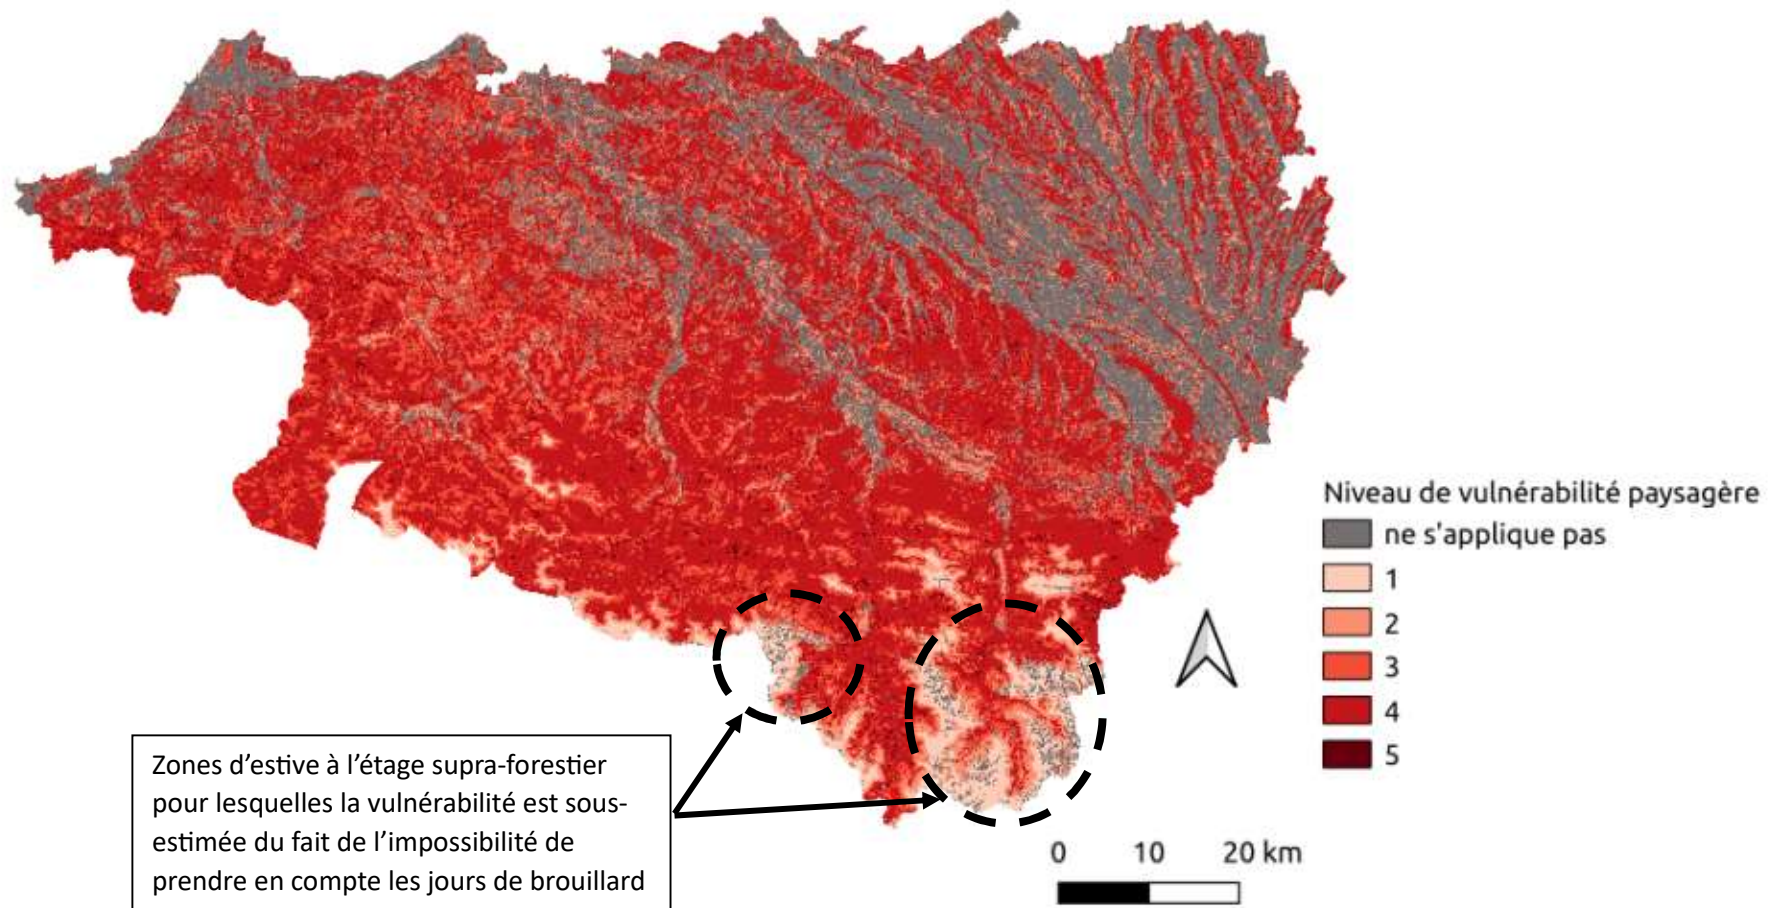 Niveau de vulnérabilité paysagère
ne s'applique pas
1
2
3
4
5
Zones d’estive à l’étage supra-forestier
pour lesquelles la vulnérabilité est sous-
estimée du fait de l’impossibilité de
prendre en compte les jours de brouillard
0 10 20 km